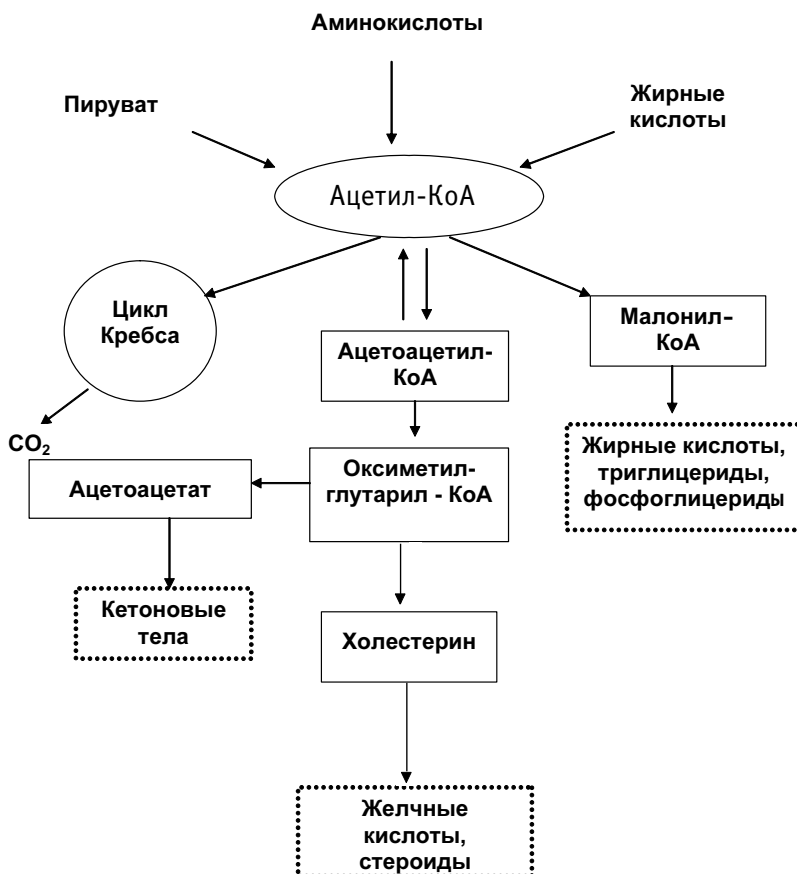 Аминокислоты
Пируват
Жирные
кислоты
Ацетил-КоА
Цикл
Кребса
Ацетоацетил-
КоА
Малонил-
КоА
CO₂
Ацетоацетат
Оксиметил-
глутарил - КоА
Жирные кислоты,
триглицериды,
фосфоглицериды
Кетоновые
тела
Холестерин
Желчные
кислоты,
стероиды